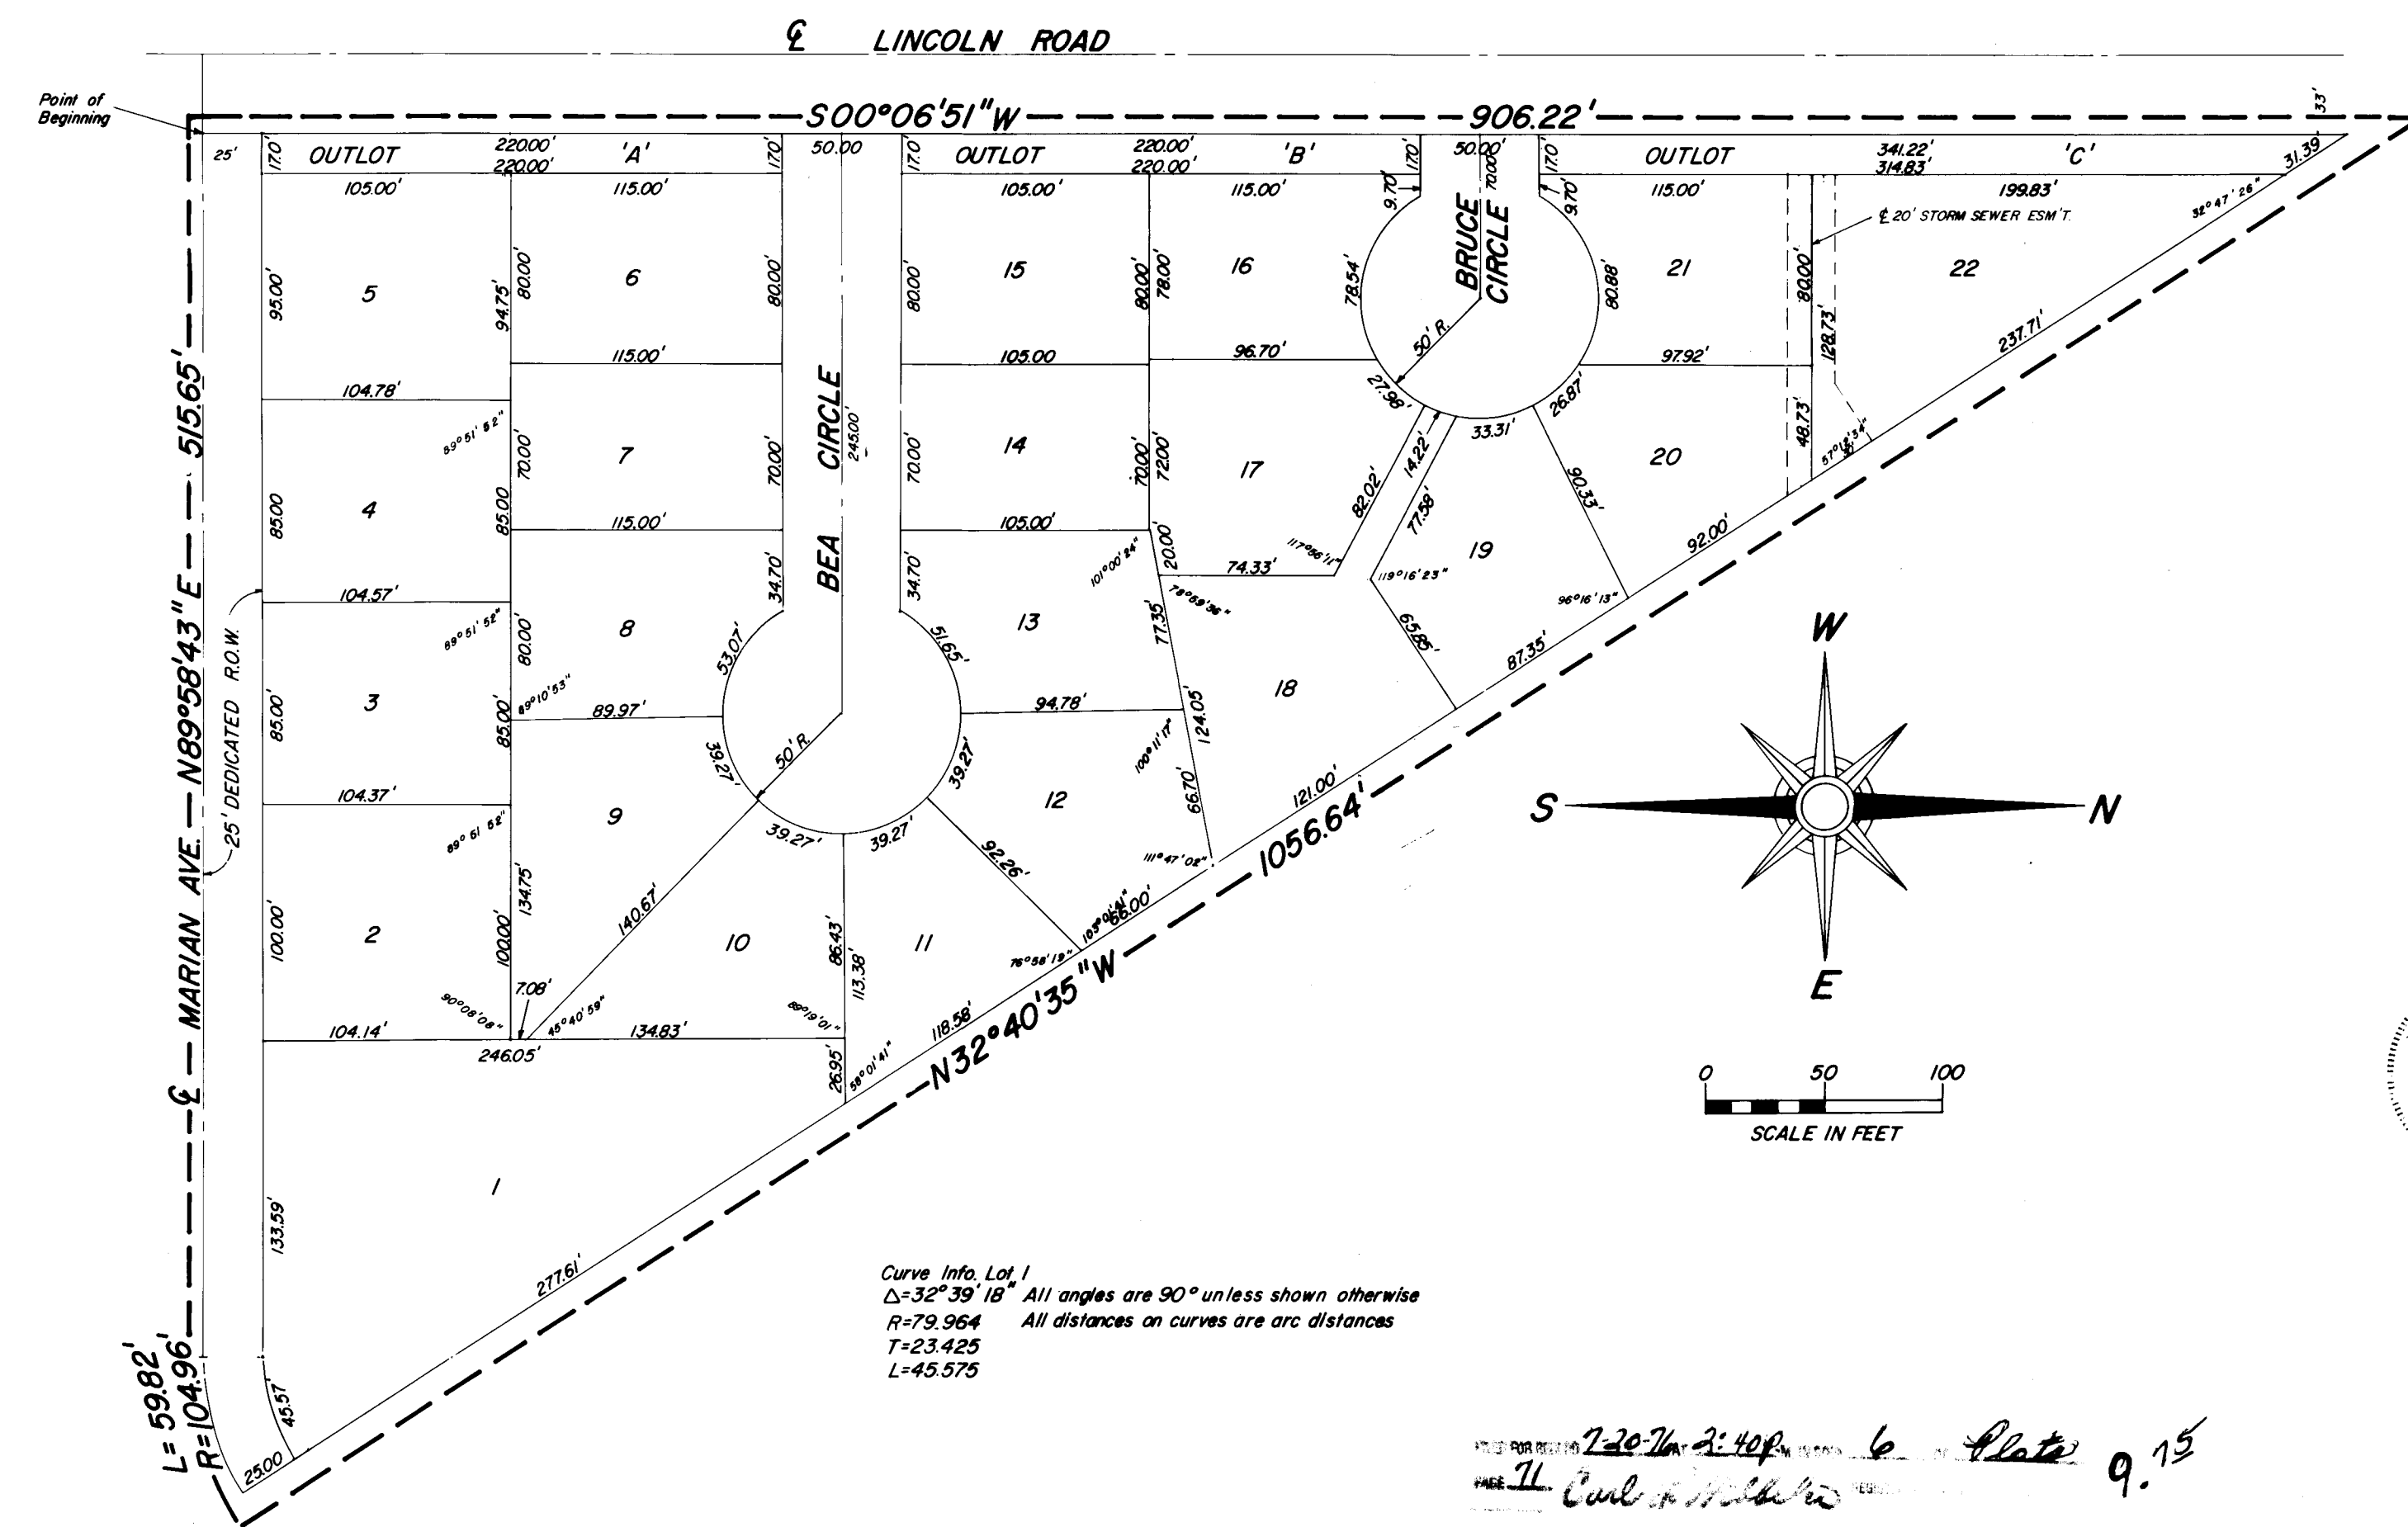 ℄ LINCOLN ROAD
Point of
Beginning
S00°06'51"W 906.22' 33'
25' 17.0' OUTLOT 220.00' 'A' 17.0' 50.00 17.0' OUTLOT 220.00' 'B' 17.0' 50.00' 17.0' OUTLOT 341.22' 'C' 31.39
220.00' 220.00' 70.00' 314.83'
105.00' 115.00' 105.00' 115.00' 9.70' 9.70' 115.00' 199.83' 32°47'26"
℄ 20' STORM SEWER ESM'T.
BRUCE
CIRCLE
95.00' 5 94.75' 80.00' 6 80.00' 80.00' 15 80.00' 78.00' 16 78.54' 80.88' 21 80.00' 22
50' R. 128.73' 237.71'
115.00' 105.00 96.70' 97.92'
104.78' 27.98' 26.87'
BEA CIRCLE
245.00'
89°51'52" 33.31' 48.73' 57°12'34"
70.00' 7 70.00' 70.00' 14 70.00' 72.00' 17 82.02' 14.22' 77.58' 90.33' 20
85.00 4 85.00 115.00' 105.00' 92.00'
34.70' 34.70' 101°00'24" 20.00' 74.33' 117°56'11" 19
104.57' 78°59'36" 119°16'23" 96°16'13"
89°51'52" 80.00' 8 53.07' 51.65' 13 77.35' 65.85' 87.35'
85.00' 3 85.00' 89°10'53" 89.97' 94.78' 124.05' 18
39.27' 50' R. 39.27' 100°11'17"
104.37' 66.70' 121.00'
89°51'52" 9 39.27' 39.27' 12 92.26' 111°47'02"
134.75' 140.67' 66.00'
100.00' 2 100.00' 10 86.43' 11 76°58'19"
113.38'
90°08'08" 7.08' 45°40'59" 89°19'01"
104.14' 134.83' 118.58'
246.05' 26.95' 58°01'41"
1056.64'
N32°40'35"W
1
133.59'
277.61'
45.57'
25.00
℄ MARIAN AVE. N89°58'43"E 515.65'
25' DEDICATED R.O.W.
L=59.82'
R=104.96'
W
S N
E
0 50 100
SCALE IN FEET
Curve Info. Lot 1
Δ=32°39'18" All angles are 90° unless shown otherwise
R=79.964 All distances on curves are arc distances
T=23.425
L=45.575
FOR 7-20-76 AT 2:40P M 6 OF Plats
PAGE 71 Carl
9.75